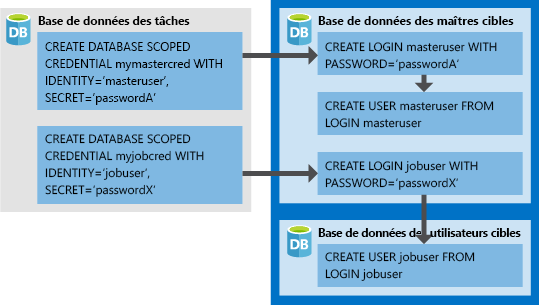 DB
Base de données des tâches
CREATE DATABASE SCOPED
CREDENTIAL mymastercred WITH
IDENTITY=‘masteruser’,
SECRET=‘passwordA’
CREATE DATABASE SCOPED
CREDENTIAL myjobcred WITH
IDENTITY=‘jobuser’,
SECRET=‘passwordX’
DB
Base de données des maîtres cibles
CREATE LOGIN masteruser WITH
PASSWORD=‘passwordA’
CREATE USER masteruser FROM
LOGIN masteruser
CREATE LOGIN jobuser WITH
PASSWORD=‘passwordX’
DB
Base de données des utilisateurs cibles
CREATE USER jobuser FROM
LOGIN jobuser